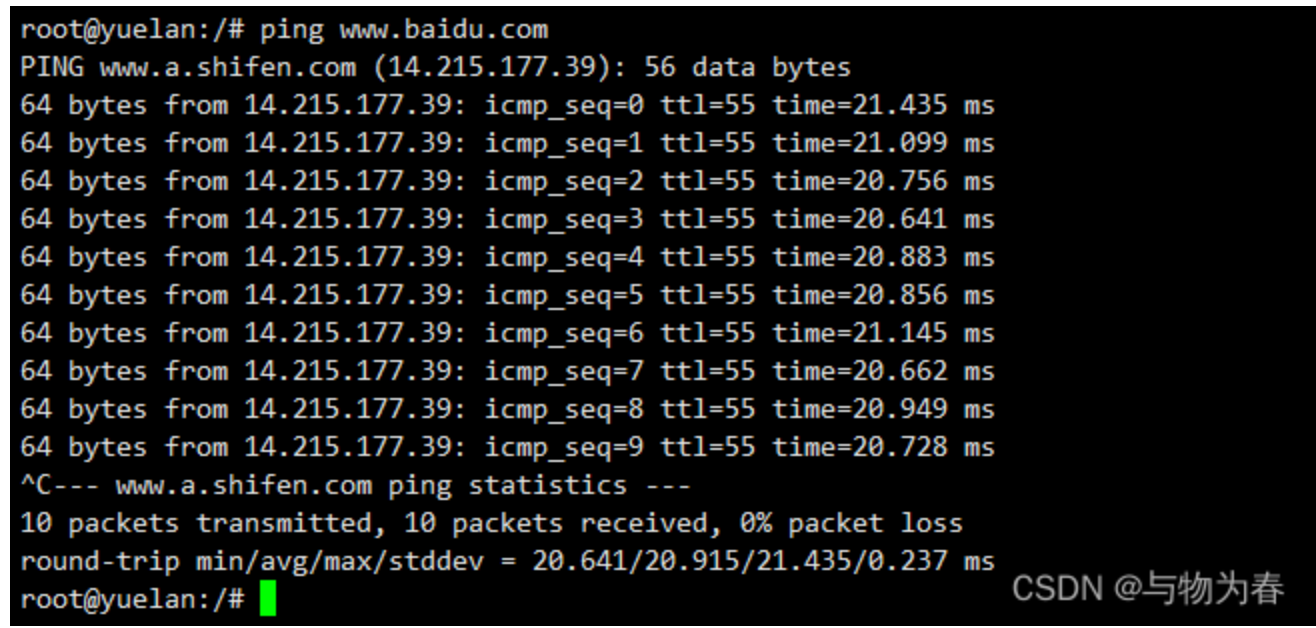 root@yuelan:/# ping www.baidu.com
PING www.a.shifen.com (14.215.177.39): 56 data bytes
64 bytes from 14.215.177.39: icmp_seq=0 ttl=55 time=21.435 ms
64 bytes from 14.215.177.39: icmp_seq=1 ttl=55 time=21.099 ms
64 bytes from 14.215.177.39: icmp_seq=2 ttl=55 time=20.756 ms
64 bytes from 14.215.177.39: icmp_seq=3 ttl=55 time=20.641 ms
64 bytes from 14.215.177.39: icmp_seq=4 ttl=55 time=20.883 ms
64 bytes from 14.215.177.39: icmp_seq=5 ttl=55 time=20.856 ms
64 bytes from 14.215.177.39: icmp_seq=6 ttl=55 time=21.145 ms
64 bytes from 14.215.177.39: icmp_seq=7 ttl=55 time=20.662 ms
64 bytes from 14.215.177.39: icmp_seq=8 ttl=55 time=20.949 ms
64 bytes from 14.215.177.39: icmp_seq=9 ttl=55 time=20.728 ms
^C--- www.a.shifen.com ping statistics ---
10 packets transmitted, 10 packets received, 0% packet loss
round-trip min/avg/max/stddev = 20.641/20.915/21.435/0.237 ms
root@yuelan:/#
CSDN @与物为春